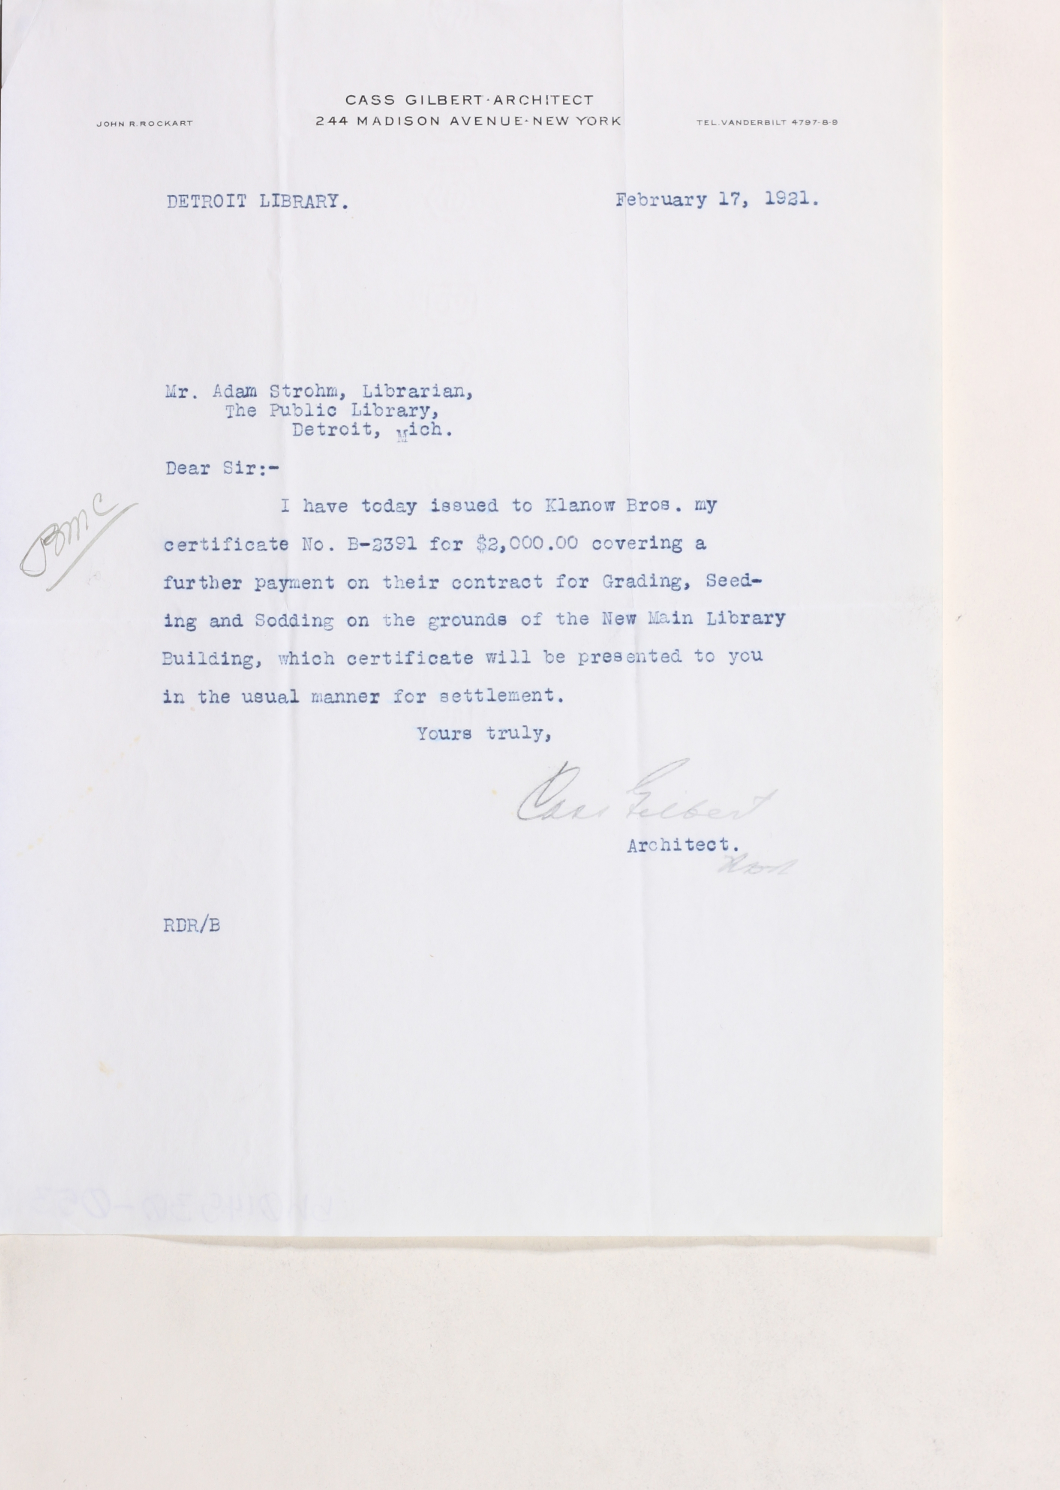 CASS GILBERT·ARCHITECT
JOHN R. ROCKART 244 MADISON AVENUE-NEW YORK TEL. VANDERBILT 4797-8-9
DETROIT LIBRARY. February 17, 1921.
Mr. Adam Strohm, Librarian,
The Public Library,
Detroit, Mich.
Dear Sir:-
I have today issued to Klanow Bros. my
certificate No. B-2391 for $2,000.00 covering a
further payment on their contract for Grading, Seed-
ing and Sodding on the grounds of the New Main Library
Building, which certificate will be presented to you
in the usual manner for settlement.
Yours truly,
Cass Gilbert
Architect.
RDR/B